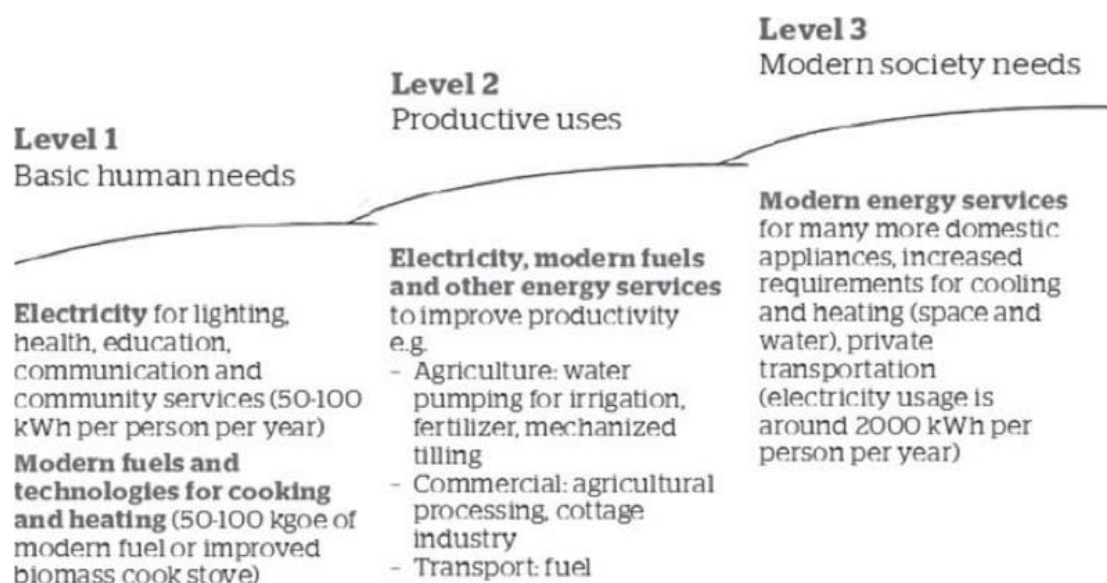 Level 1
Basic human needs
Electricity for lighting,
health, education,
communication and
community services (50-100
kWh per person per year)
Modern fuels and
technologies for cooking
and heating (50-100 kgoe of
modern fuel or improved
biomass cook stove)
Level 2
Productive uses
Electricity, modern fuels
and other energy services
to improve productivity
e.g.
- Agriculture: water
pumping for irrigation,
fertilizer, mechanized
tilling
- Commercial: agricultural
processing, cottage
industry
- Transport: fuel
Level 3
Modern society needs
Modern energy services
for many more domestic
appliances, increased
requirements for cooling
and heating (space and
water), private
transportation
(electricity usage is
around 2000 kWh per
person per year)